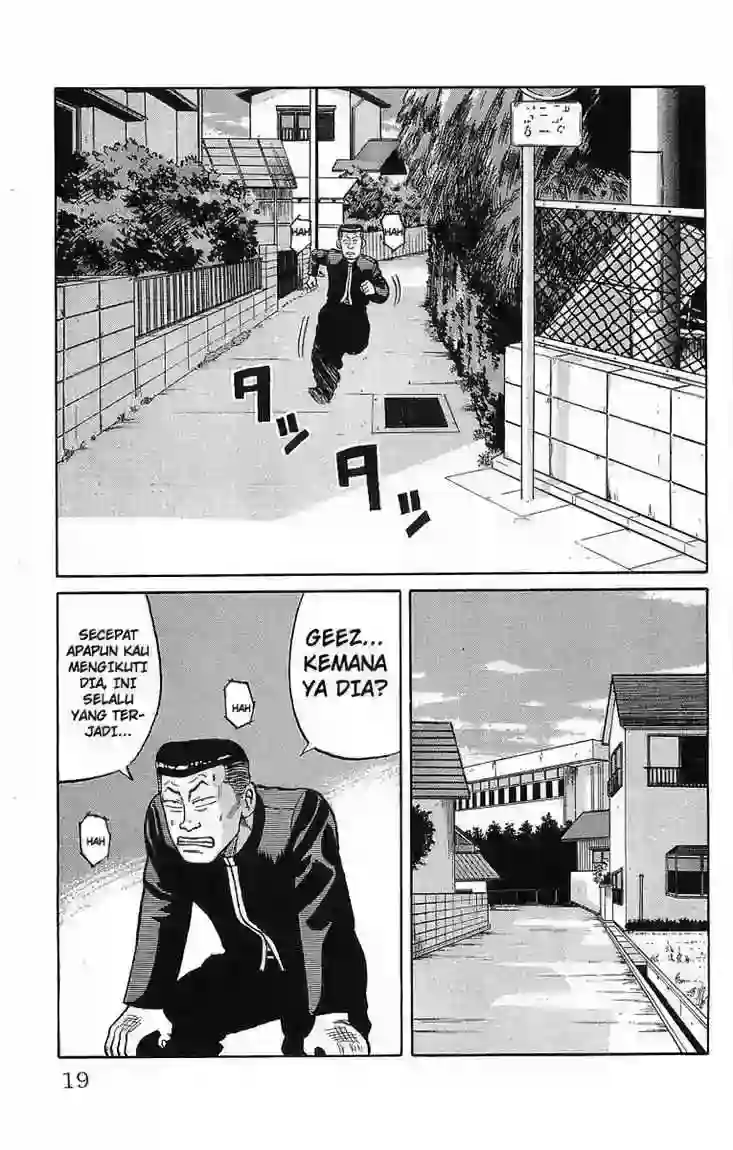 HAH
HAH
タッ
タッ
GEEZ...
KEMANA
YA DIA?
HAH
SECEPAT
APAPUN KAU
MENGIKUTI
DIA, INI
SELALU
YANG TER-
JADI...
HAH
19